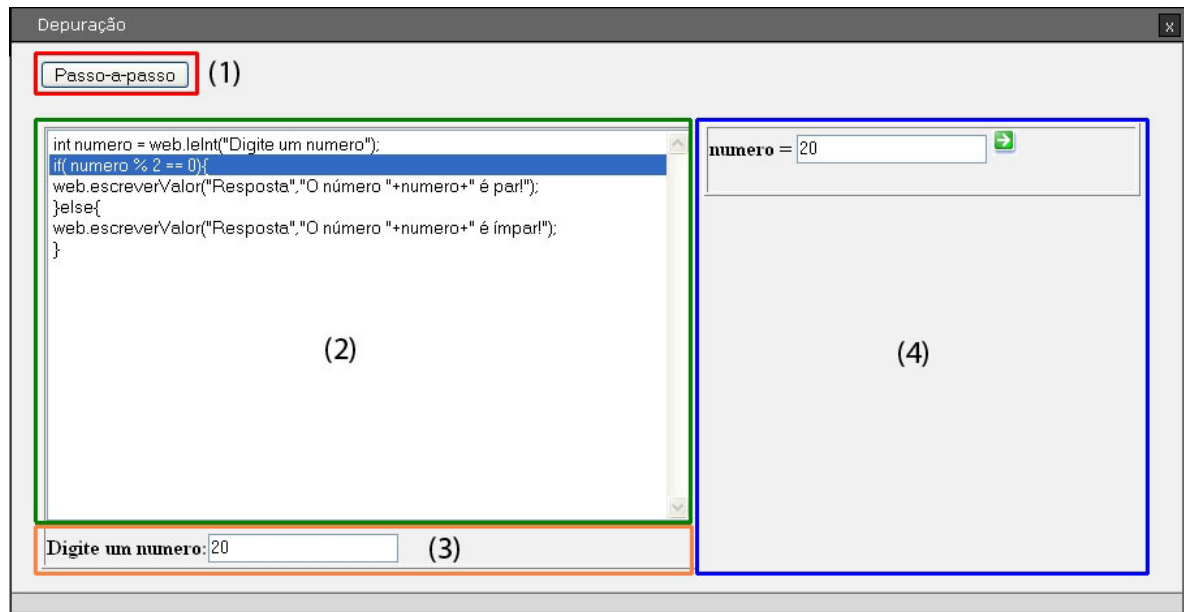 Depuração
x
Passo-a-passo (1)
int numero = web.leInt("Digite um numero");
if( numero % 2 == 0){
web.escreverValor("Resposta","O número "+numero+" é par!");
}else{
web.escreverValor("Resposta","O número "+numero+" é ímpar!");
}
(2)
Digite um numero: 20 (3)
numero = 20
(4)